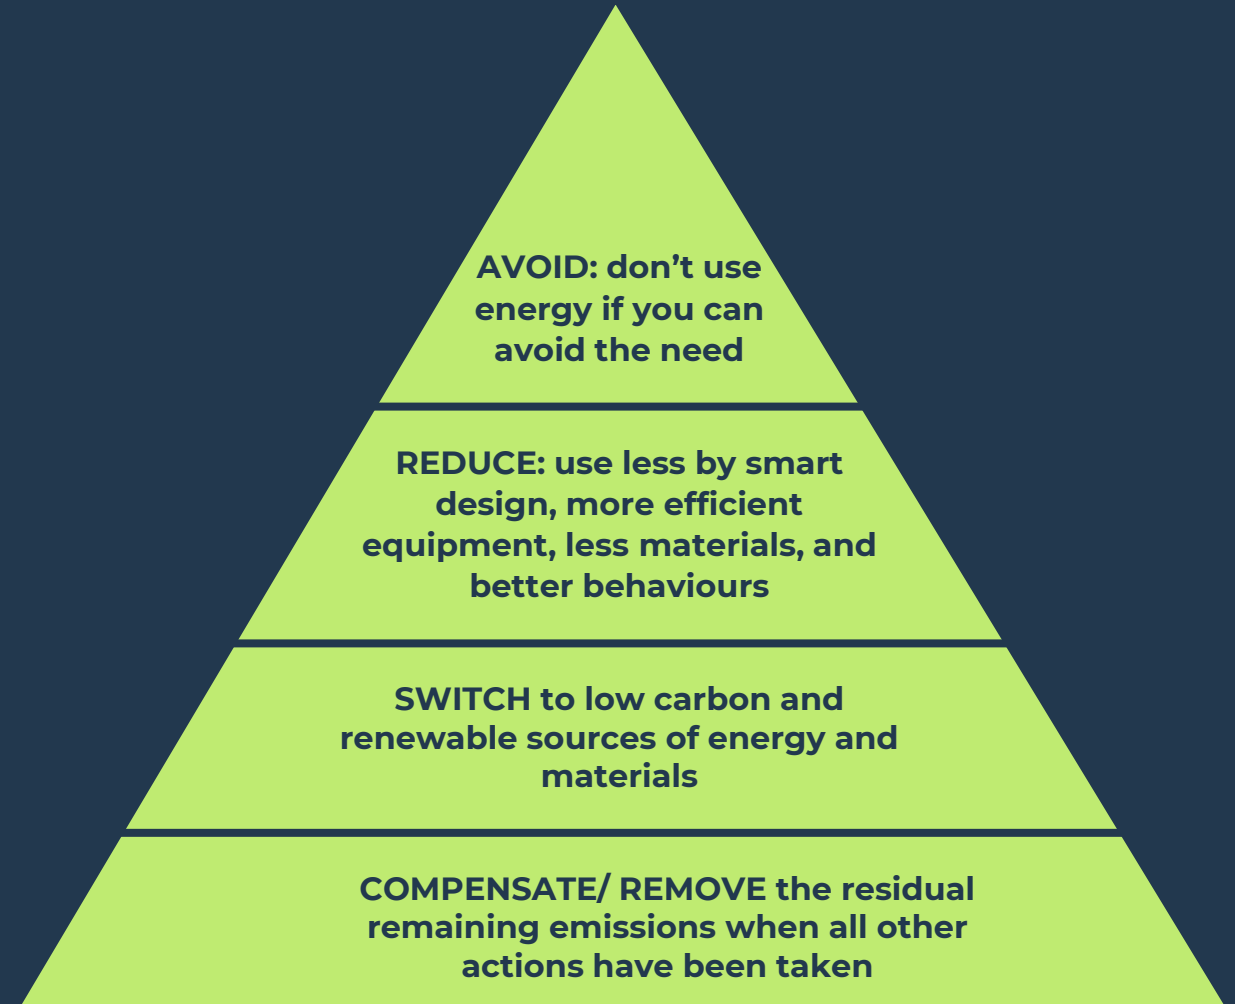 AVOID: don’t use
energy if you can
avoid the need
REDUCE: use less by smart
design, more efficient
equipment, less materials, and
better behaviours
SWITCH to low carbon and
renewable sources of energy and
materials
COMPENSATE/ REMOVE the residual
remaining emissions when all other
actions have been taken